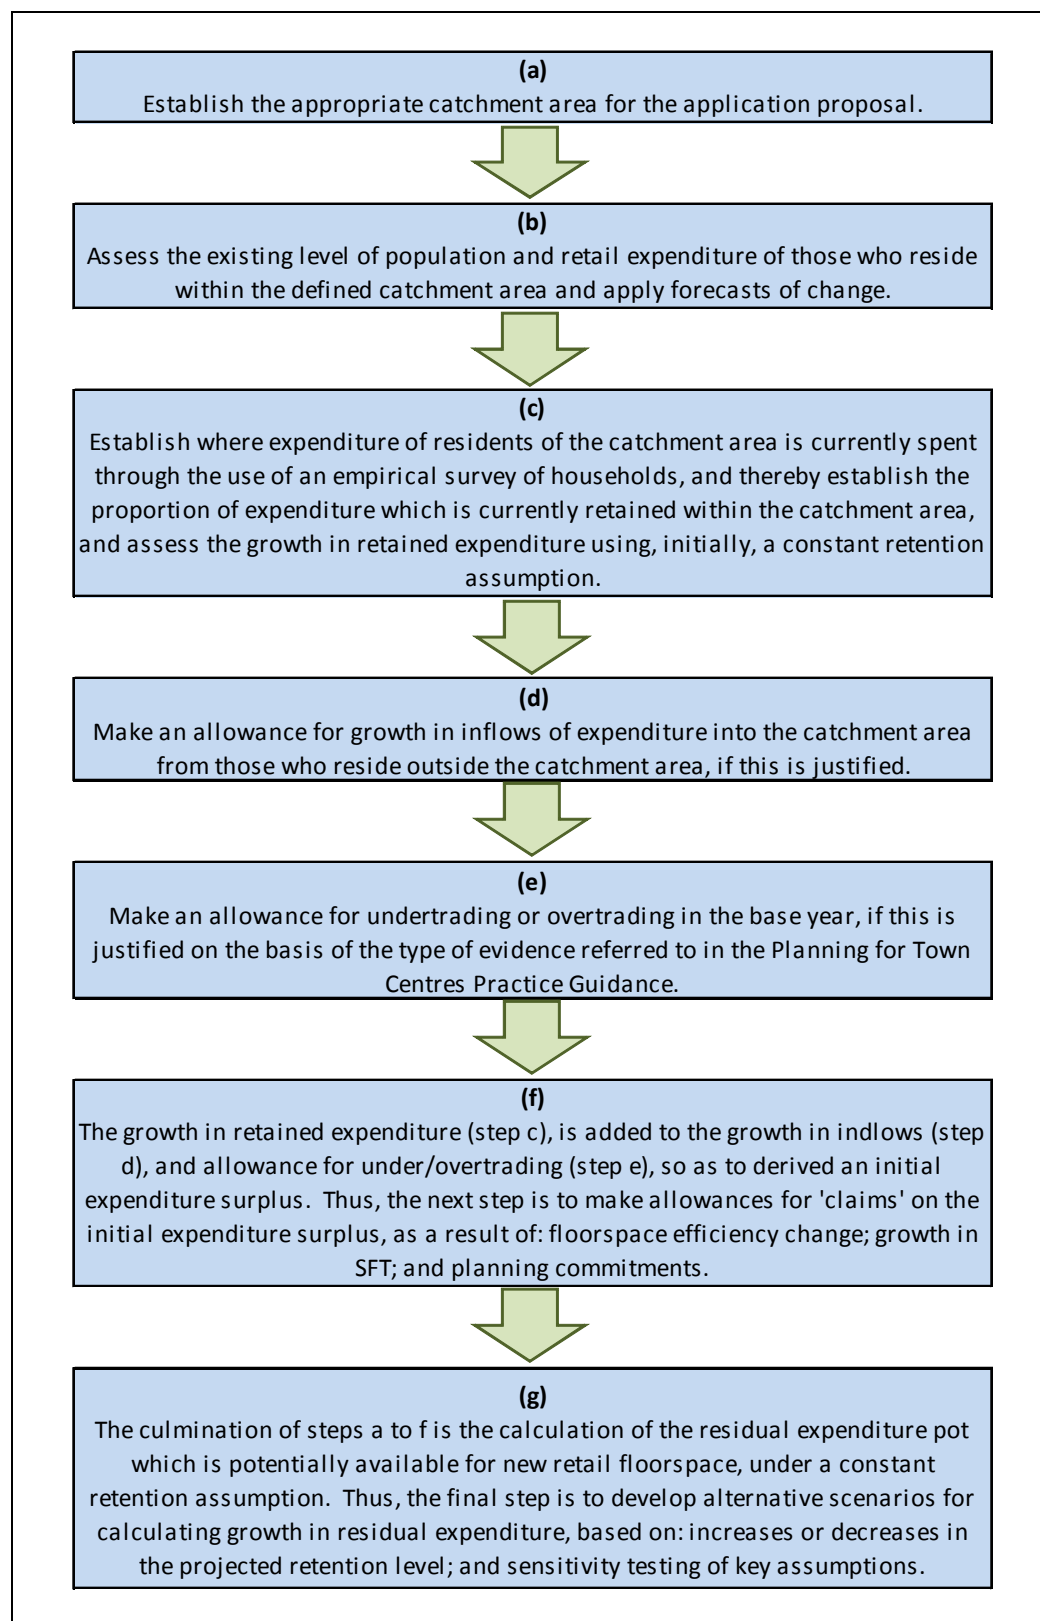 (a)
Establish the appropriate catchment area for the application proposal.
(b)
Assess the existing level of population and retail expenditure of those who reside
within the defined catchment area and apply forecasts of change.
(c)
Establish where expenditure of residents of the catchment area is currently spent
through the use of an empirical survey of households, and thereby establish the
proportion of expenditure which is currently retained within the catchment area,
and assess the growth in retained expenditure using, initially, a constant retention
assumption.
(d)
Make an allowance for growth in inflows of expenditure into the catchment area
from those who reside outside the catchment area, if this is justified.
(e)
Make an allowance for undertrading or overtrading in the base year, if this is
justified on the basis of the type of evidence referred to in the Planning for Town
Centres Practice Guidance.
(f)
The growth in retained expenditure (step c), is added to the growth in indlows (step
d), and allowance for under/overtrading (step e), so as to derived an initial
expenditure surplus.  Thus, the next step is to make allowances for 'claims' on the
initial expenditure surplus, as a result of: floorspace efficiency change; growth in
SFT; and planning commitments.
(g)
The culmination of steps a to f is the calculation of the residual expenditure pot
which is potentially available for new retail floorspace, under a constant
retention assumption.  Thus, the final step is to develop alternative scenarios for
calculating growth in residual expenditure, based on: increases or decreases in
the projected retention level; and sensitivity testing of key assumptions.